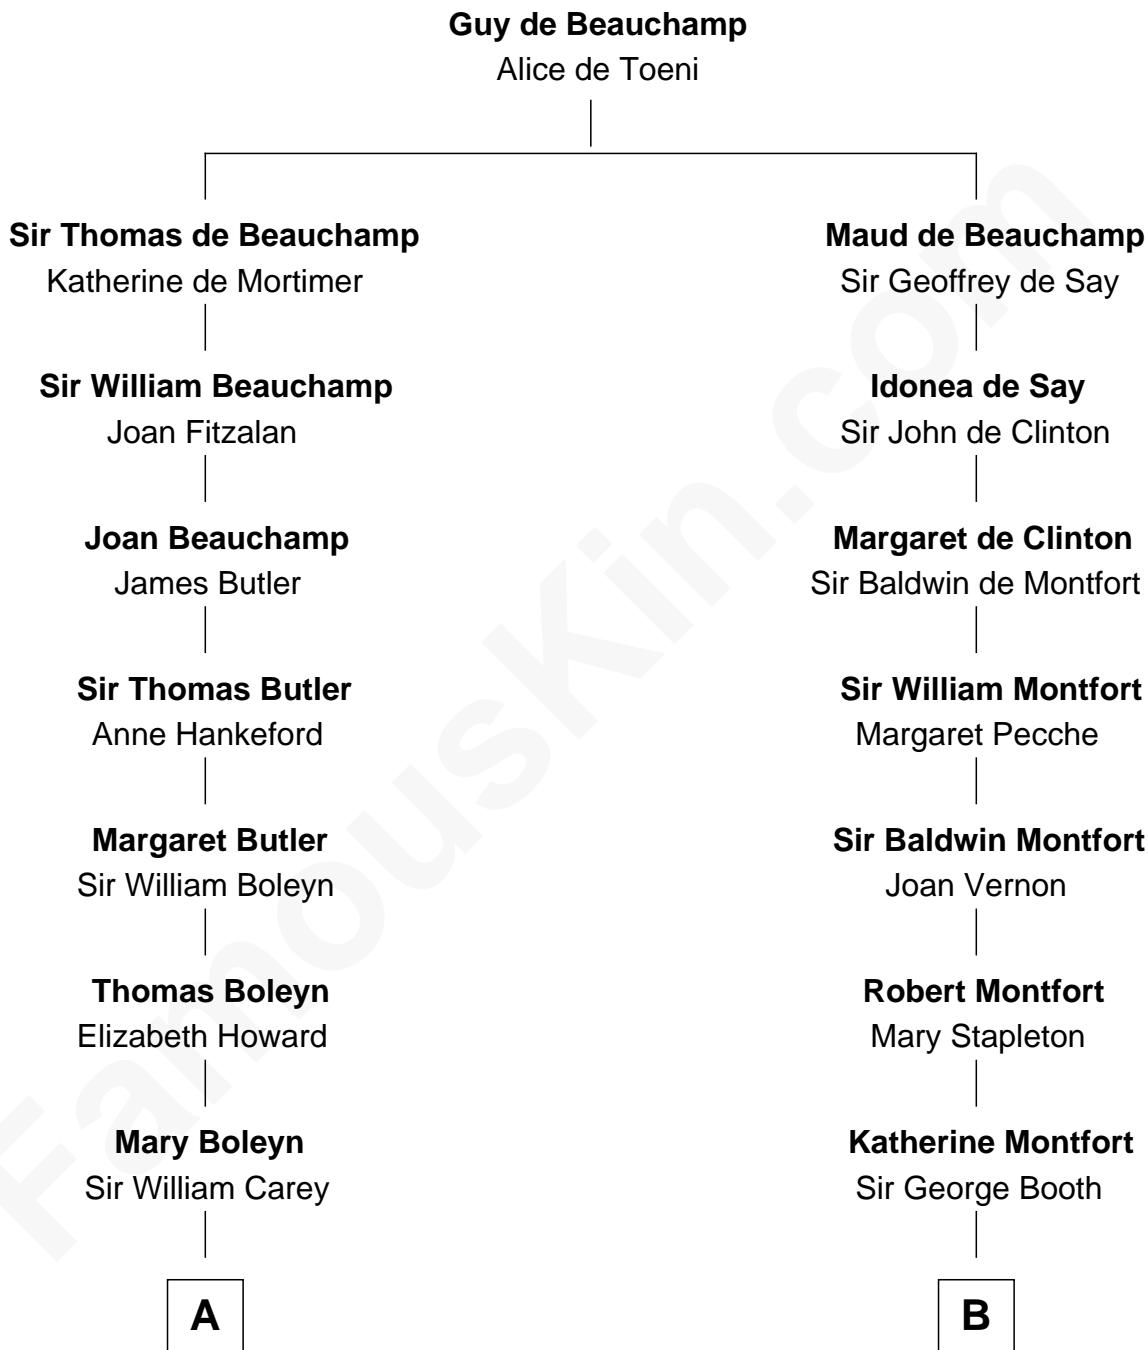 Guy de Beauchamp
Alice de Toeni
Sir Thomas de Beauchamp
Katherine de Mortimer
Maud de Beauchamp
Sir Geoffrey de Say
Sir William Beauchamp
Joan Fitzalan
Idonea de Say
Sir John de Clinton
Joan Beauchamp
James Butler
Margaret de Clinton
Sir Baldwin de Montfort
Sir Thomas Butler
Anne Hankeford
Sir William Montfort
Margaret Pecche
Margaret Butler
Sir William Boleyn
Sir Baldwin Montfort
Joan Vernon
Thomas Boleyn
Elizabeth Howard
Robert Montfort
Mary Stapleton
Mary Boleyn
Sir William Carey
Katherine Montfort
Sir George Booth
A
B
FamousKin.com